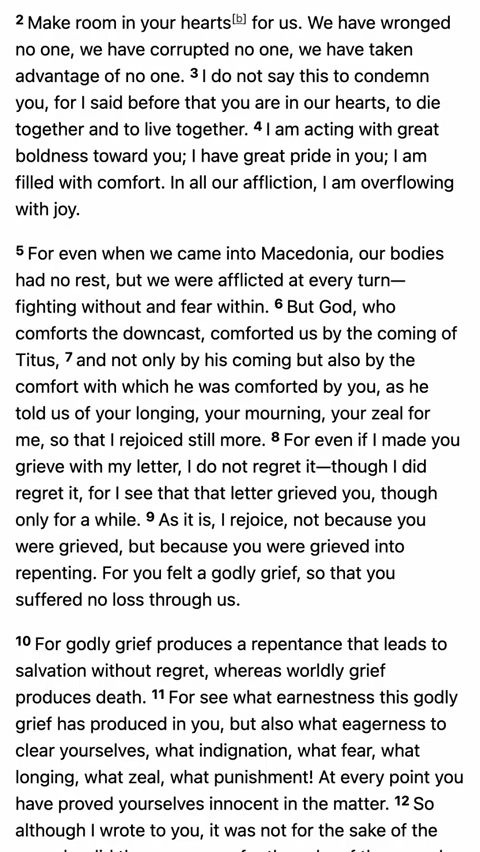 2 Make room in your hearts[b] for us. We have wronged
no one, we have corrupted no one, we have taken
advantage of no one. 3 I do not say this to condemn
you, for I said before that you are in our hearts, to die
together and to live together. 4 I am acting with great
boldness toward you; I have great pride in you; I am
filled with comfort. In all our affliction, I am overflowing
with joy.
5 For even when we came into Macedonia, our bodies
had no rest, but we were afflicted at every turn—
fighting without and fear within. 6 But God, who
comforts the downcast, comforted us by the coming of
Titus, 7 and not only by his coming but also by the
comfort with which he was comforted by you, as he
told us of your longing, your mourning, your zeal for
me, so that I rejoiced still more. 8 For even if I made you
grieve with my letter, I do not regret it—though I did
regret it, for I see that that letter grieved you, though
only for a while. 9 As it is, I rejoice, not because you
were grieved, but because you were grieved into
repenting. For you felt a godly grief, so that you
suffered no loss through us.
10 For godly grief produces a repentance that leads to
salvation without regret, whereas worldly grief
produces death. 11 For see what earnestness this godly
grief has produced in you, but also what eagerness to
clear yourselves, what indignation, what fear, what
longing, what zeal, what punishment! At every point you
have proved yourselves innocent in the matter. 12 So
although I wrote to you, it was not for the sake of the